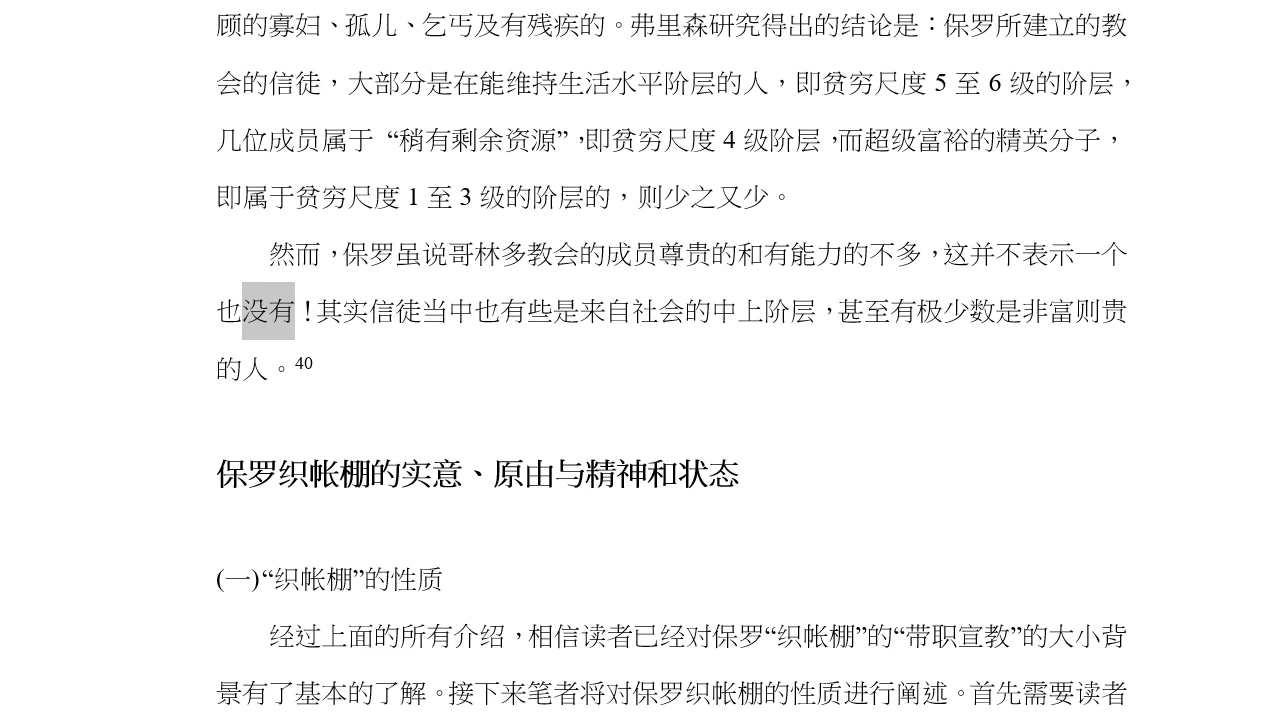 顾的寡妇、孤儿、乞丐及有残疾的。弗里森研究得出的结论是：保罗所建立的教
会的信徒，大部分是在能维持生活水平阶层的人，即贫穷尺度 5 至 6 级的阶层，
几位成员属于 “稍有剩余资源”，即贫穷尺度 4 级阶层，而超级富裕的精英分子，
即属于贫穷尺度 1 至 3 级的阶层的，则少之又少。
然而，保罗虽说哥林多教会的成员尊贵的和有能力的不多，这并不表示一个
也没有！其实信徒当中也有些是来自社会的中上阶层，甚至有极少数是非富则贵
的人。40
保罗织帐棚的实意、原由与精神和状态
(一)“织帐棚”的性质
经过上面的所有介绍，相信读者已经对保罗“织帐棚”的“带职宣教”的大小背
景有了基本的了解。接下来笔者将对保罗织帐棚的性质进行阐述。首先需要读者